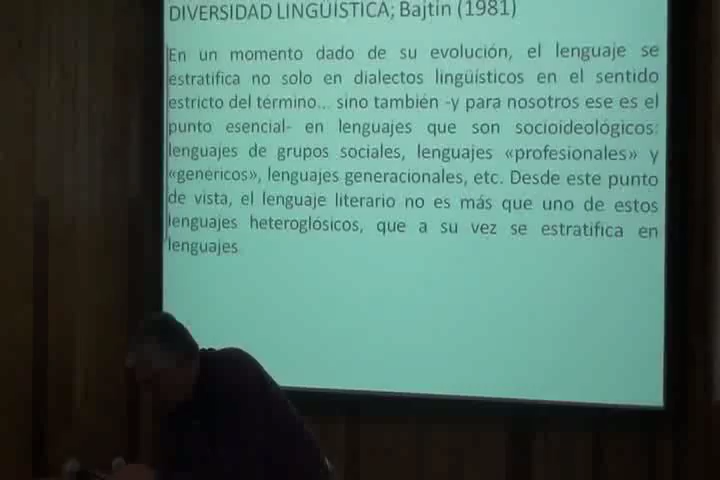 DIVERSIDAD LINGÜÍSTICA; Bajtin (1981)
En un momento dado de su evolución, el lenguaje se
estratifica no solo en dialectos lingüísticos en el sentido
estricto del término... sino también -y para nosotros ese es el
punto esencial- en lenguajes que son socioideológicos:
lenguajes de grupos sociales, lenguajes «profesionales» y
«genéricos», lenguajes generacionales, etc. Desde este punto
de vista, el lenguaje literario no es más que uno de estos
lenguajes heteroglósicos, que a su vez se estratifica en
lenguajes